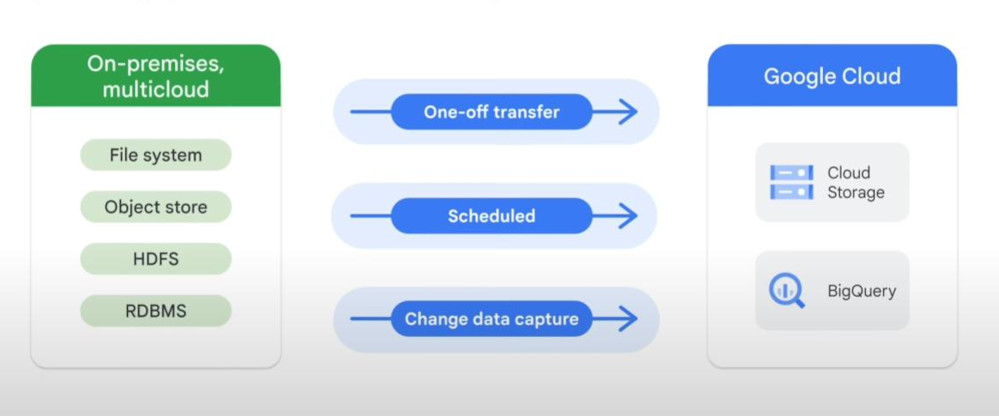 On-premises,
multicloud
File system
Object store
HDFS
RDBMS
One-off transfer
Scheduled
Change data capture
Google Cloud
Cloud
Storage
BigQuery